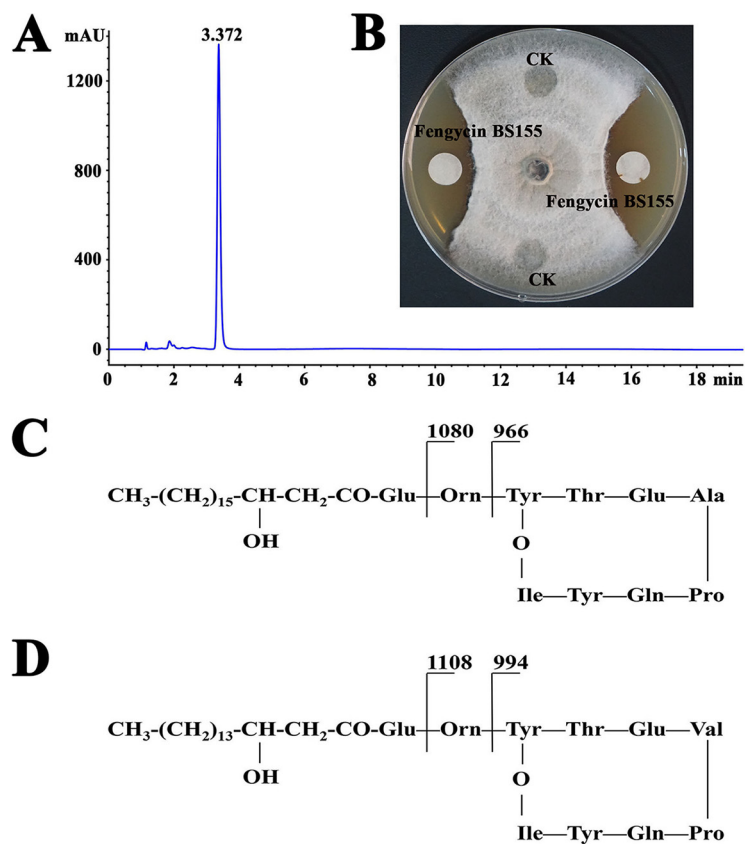 A
mAU
3.372
1200
800
400
0
0 2 4 6 8 10 12 14 16 18 min
B
CK
Fengycin BS155
Fengycin BS155
CK
C
1080 966
CH₃-(CH₂)₁₅-CH-CH₂-CO-Glu—Orn—Tyr—Thr—Glu—Ala
OH
O
Ile—Tyr—Gln—Pro
D
1108 994
CH₃-(CH₂)₁₃-CH-CH₂-CO-Glu—Orn—Tyr—Thr—Glu—Val
OH
O
Ile—Tyr—Gln—Pro